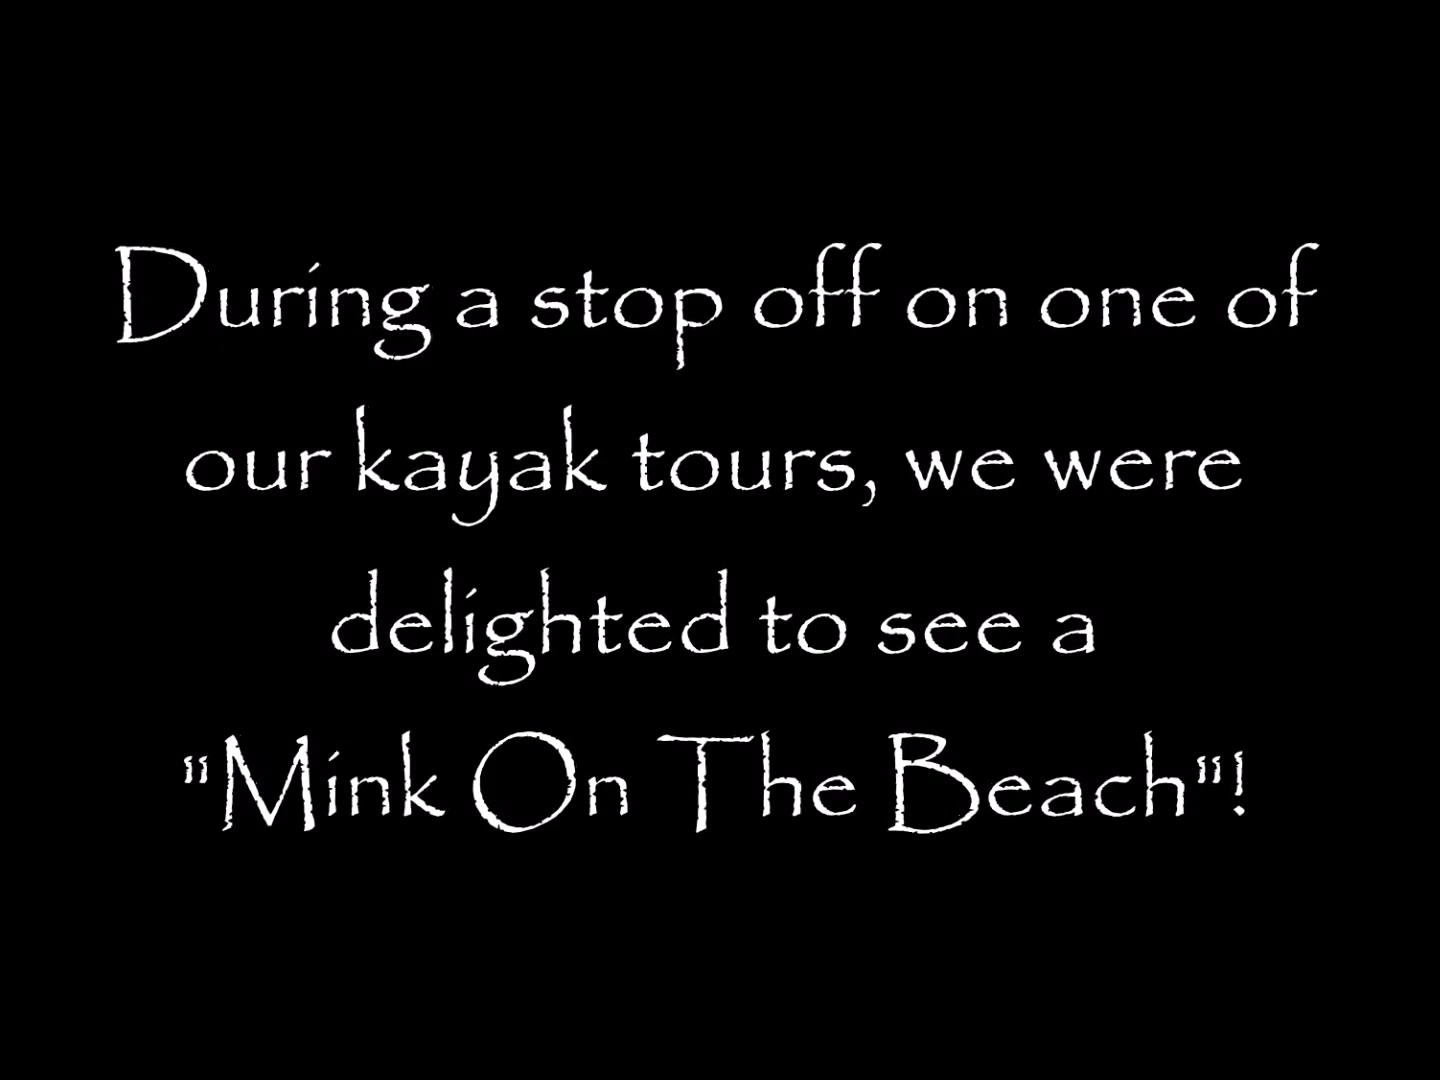 During a stop off on one of
our kayak tours, we were
delighted to see a
"Mink On The Beach"!